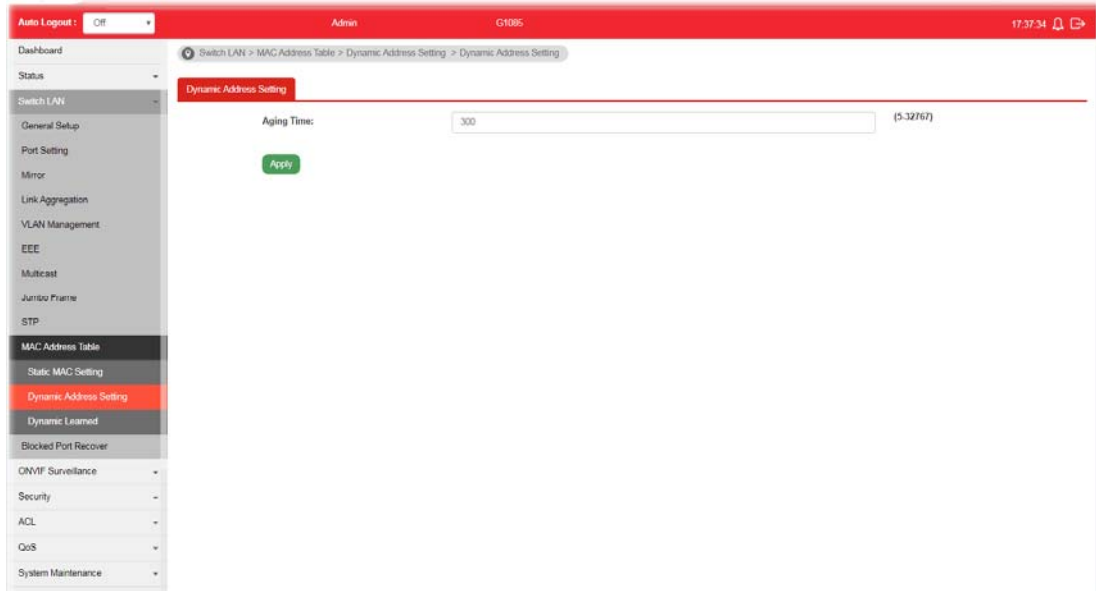 Auto Logout : Off Admin G1085 17:37:34
Dashboard
Switch LAN > MAC Address Table > Dynamic Address Setting > Dynamic Address Setting
Status
Dynamic Address Setting
Switch LAN
Aging Time: 300 (5-32767)
General Setup
Port Setting
Apply
Mirror
Link Aggregation
VLAN Management
EEE
Multicast
Jumbo Frame
STP
MAC Address Table
Static MAC Setting
Dynamic Address Setting
Dynamic Learned
Blocked Port Recover
ONVIF Surveillance
Security
ACL
QoS
System Maintenance